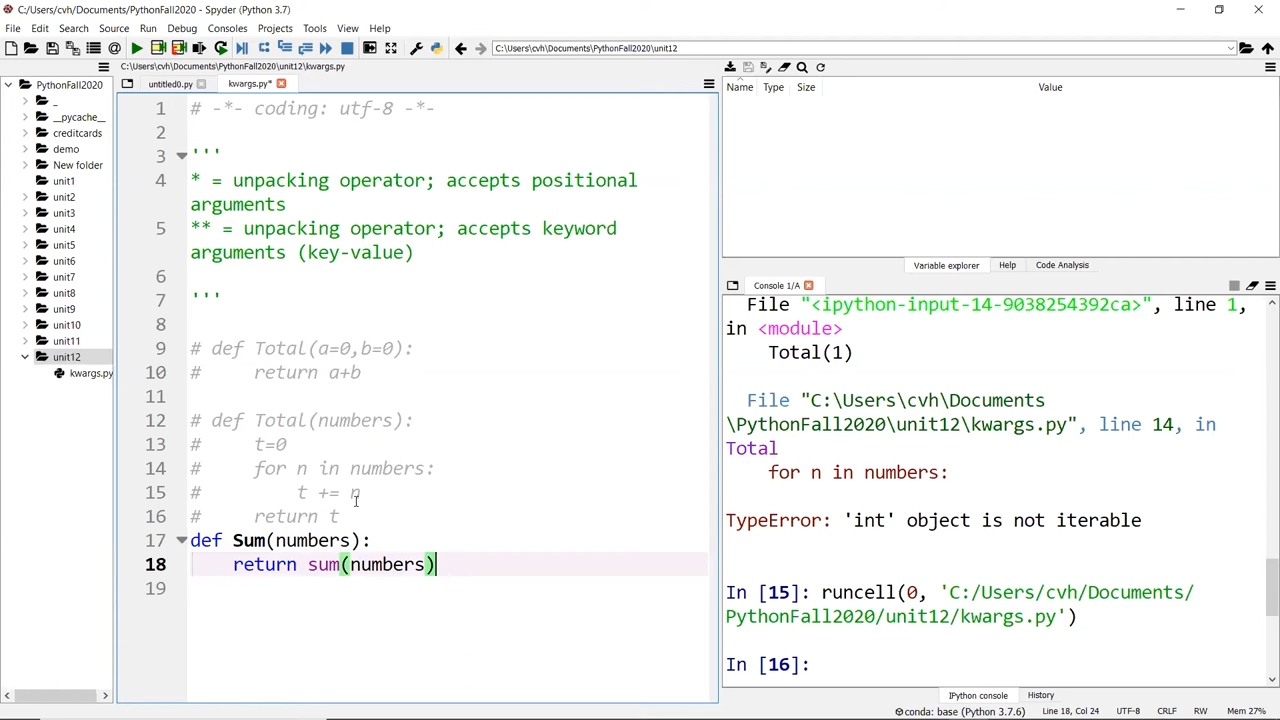 C:\Users\cvh\Documents\PythonFall2020 - Spyder (Python 3.7)
File Edit Search Source Run Debug Consoles Projects Tools View Help
C:\Users\cvh\Documents\PythonFall2020\unit12
C:\Users\cvh\Documents\PythonFall2020\unit12\kwargs.py
PythonFall2020
_
__pycache__
creditcards
demo
New folder
unit1
unit2
unit3
unit4
unit5
unit6
unit7
unit8
unit9
unit10
unit11
unit12
kwargs.py
untitled0.py kwargs.py*
1 # -*- coding: utf-8 -*-
2
3 '''
4 * = unpacking operator; accepts positional
arguments
5 ** = unpacking operator; accepts keyword
arguments (key-value)
6
7 '''
8
9 # def Total(a=0,b=0):
10 #     return a+b
11
12 # def Total(numbers):
13 #     t=0
14 #     for n in numbers:
15 #         t += n
16 #     return t
17 def Sum(numbers):
18     return sum(numbers)
19
Name Type Size Value
Variable explorer Help Code Analysis
Console 1/A
File "<ipython-input-14-9038254392ca>", line 1,
in <module>
Total(1)
File "C:\Users\cvh\Documents
\PythonFall2020\unit12\kwargs.py", line 14, in
Total
for n in numbers:
TypeError: 'int' object is not iterable
In [15]: runcell(0, 'C:/Users/cvh/Documents/
PythonFall2020/unit12/kwargs.py')
In [16]:
IPython console History
conda: base (Python 3.7.6) Line 18, Col 24 UTF-8 CRLF RW Mem 27%